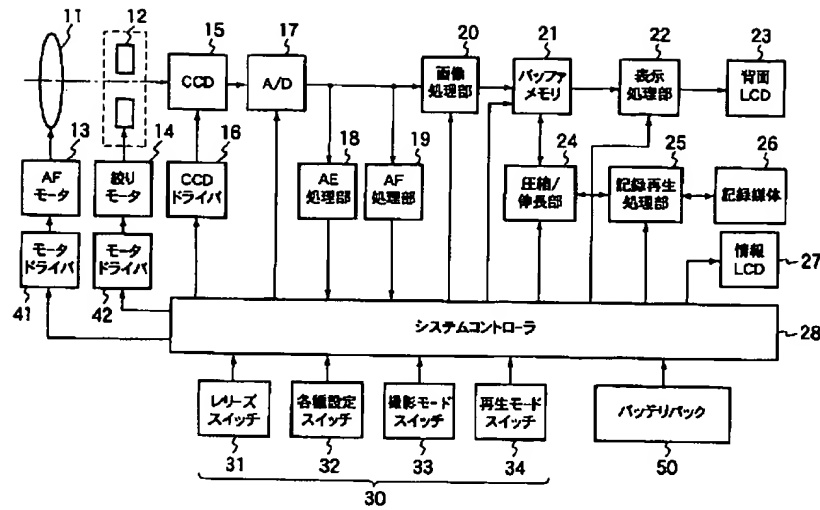 11
12
15
17
20
21
22
23
CCD
A/D
画像
処理部
バッファ
メモリ
表示
処理部
背面
LCD
13
14
16
18
19
24
25
26
AF
モータ
絞り
モータ
CCD
ドライバ
AE
処理部
AF
処理部
圧縮/
伸長部
記録再生
処理部
記録媒体
モータ
ドライバ
モータ
ドライバ
情報
LCD
27
41
42
システムコントローラ
28
レリーズ
スイッチ
各種設定
スイッチ
撮影モード
スイッチ
再生モード
スイッチ
バッテリパック
31
32
33
34
50
30